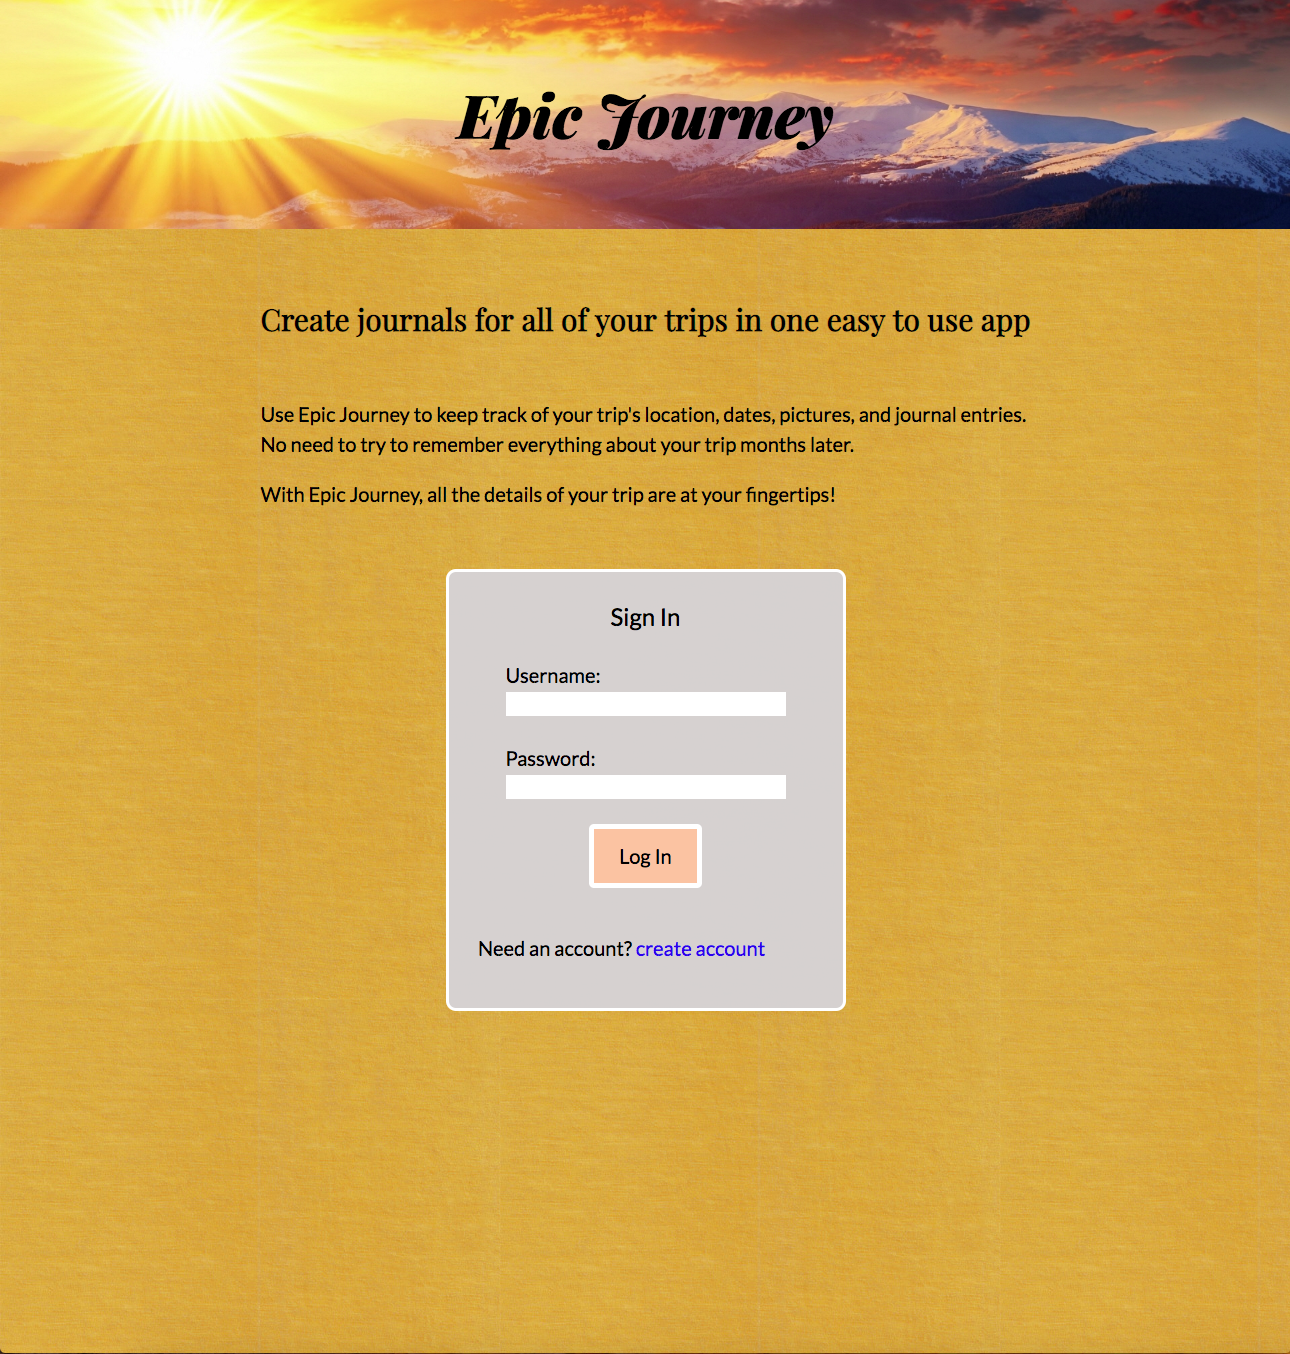 Epic Journey
Create journals for all of your trips in one easy to use app
Use Epic Journey to keep track of your trip's location, dates, pictures, and journal entries.
No need to try to remember everything about your trip months later.
With Epic Journey, all the details of your trip are at your fingertips!
Sign In
Username:
Password:
Log In
Need an account? create account